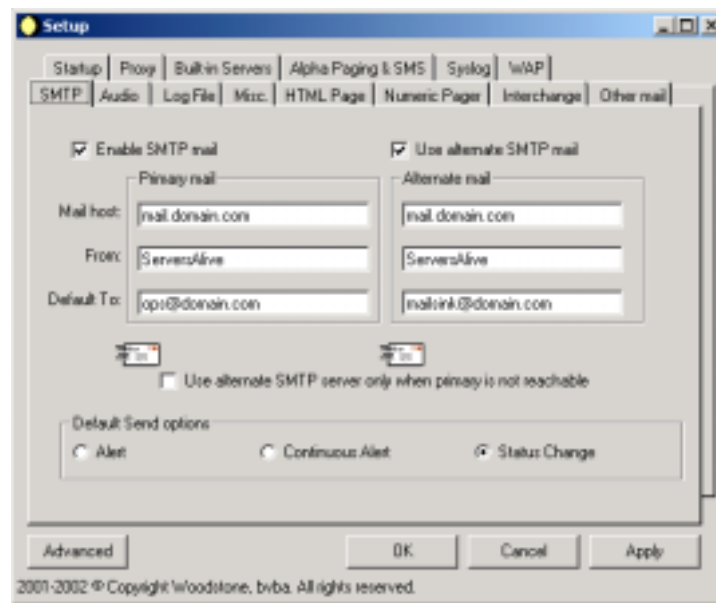 Setup
Startup Proxy Built-in Servers Alpha Paging & SMS Syslog WAP
SMTP Audio Log File Misc. HTML Page Numeric Pager Interchange Other mail
Enable SMTP mail Use alternate SMTP mail
Primary mail Alternate mail
Mail host: mail.domain.com mail.domain.com
From: ServersAlive ServersAlive
Default To: ops@domain.com mailsink@domain.com
Use alternate SMTP server only when primary is not reachable
Default Send options
Alert Continuous Alert Status Change
Advanced OK Cancel Apply
2001-2002 © Copyright Woodstone, bvba. All rights reserved.